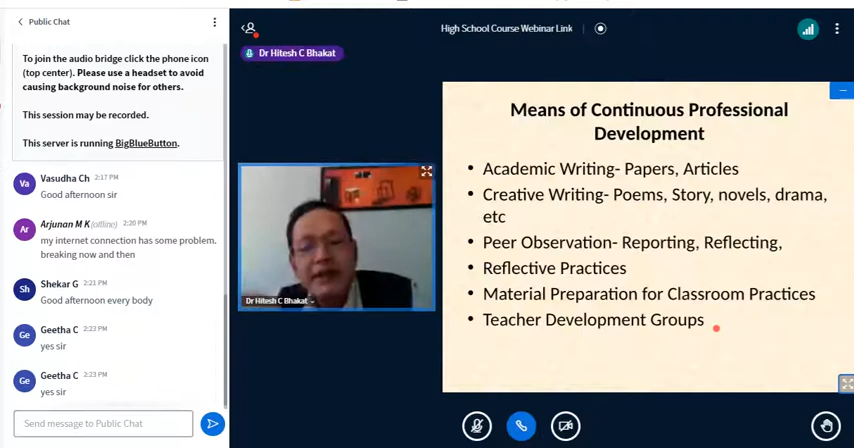 Public Chat
To join the audio bridge click the phone icon
(top center). Please use a headset to avoid
causing background noise for others.
This session may be recorded.
This server is running BigBlueButton.
Va
Vasudha Ch 2:17 PM
Good afternoon sir
Ar
Arjunan M K (offline) 2:20 PM
my internet connection has some problem.
breaking now and then
Sh
Shekar G 2:21 PM
Good afternoon every body
Ge
Geetha C 2:23 PM
yes sir
Ge
Geetha C 2:23 PM
yes sir
Send message to Public Chat
High School Course Webinar Link
Dr Hitesh C Bhakat
Dr Hitesh C Bhakat
Means of Continuous Professional
Development
• Academic Writing- Papers, Articles
• Creative Writing- Poems, Story, novels, drama,
etc
• Peer Observation- Reporting, Reflecting,
• Reflective Practices
• Material Preparation for Classroom Practices
• Teacher Development Groups